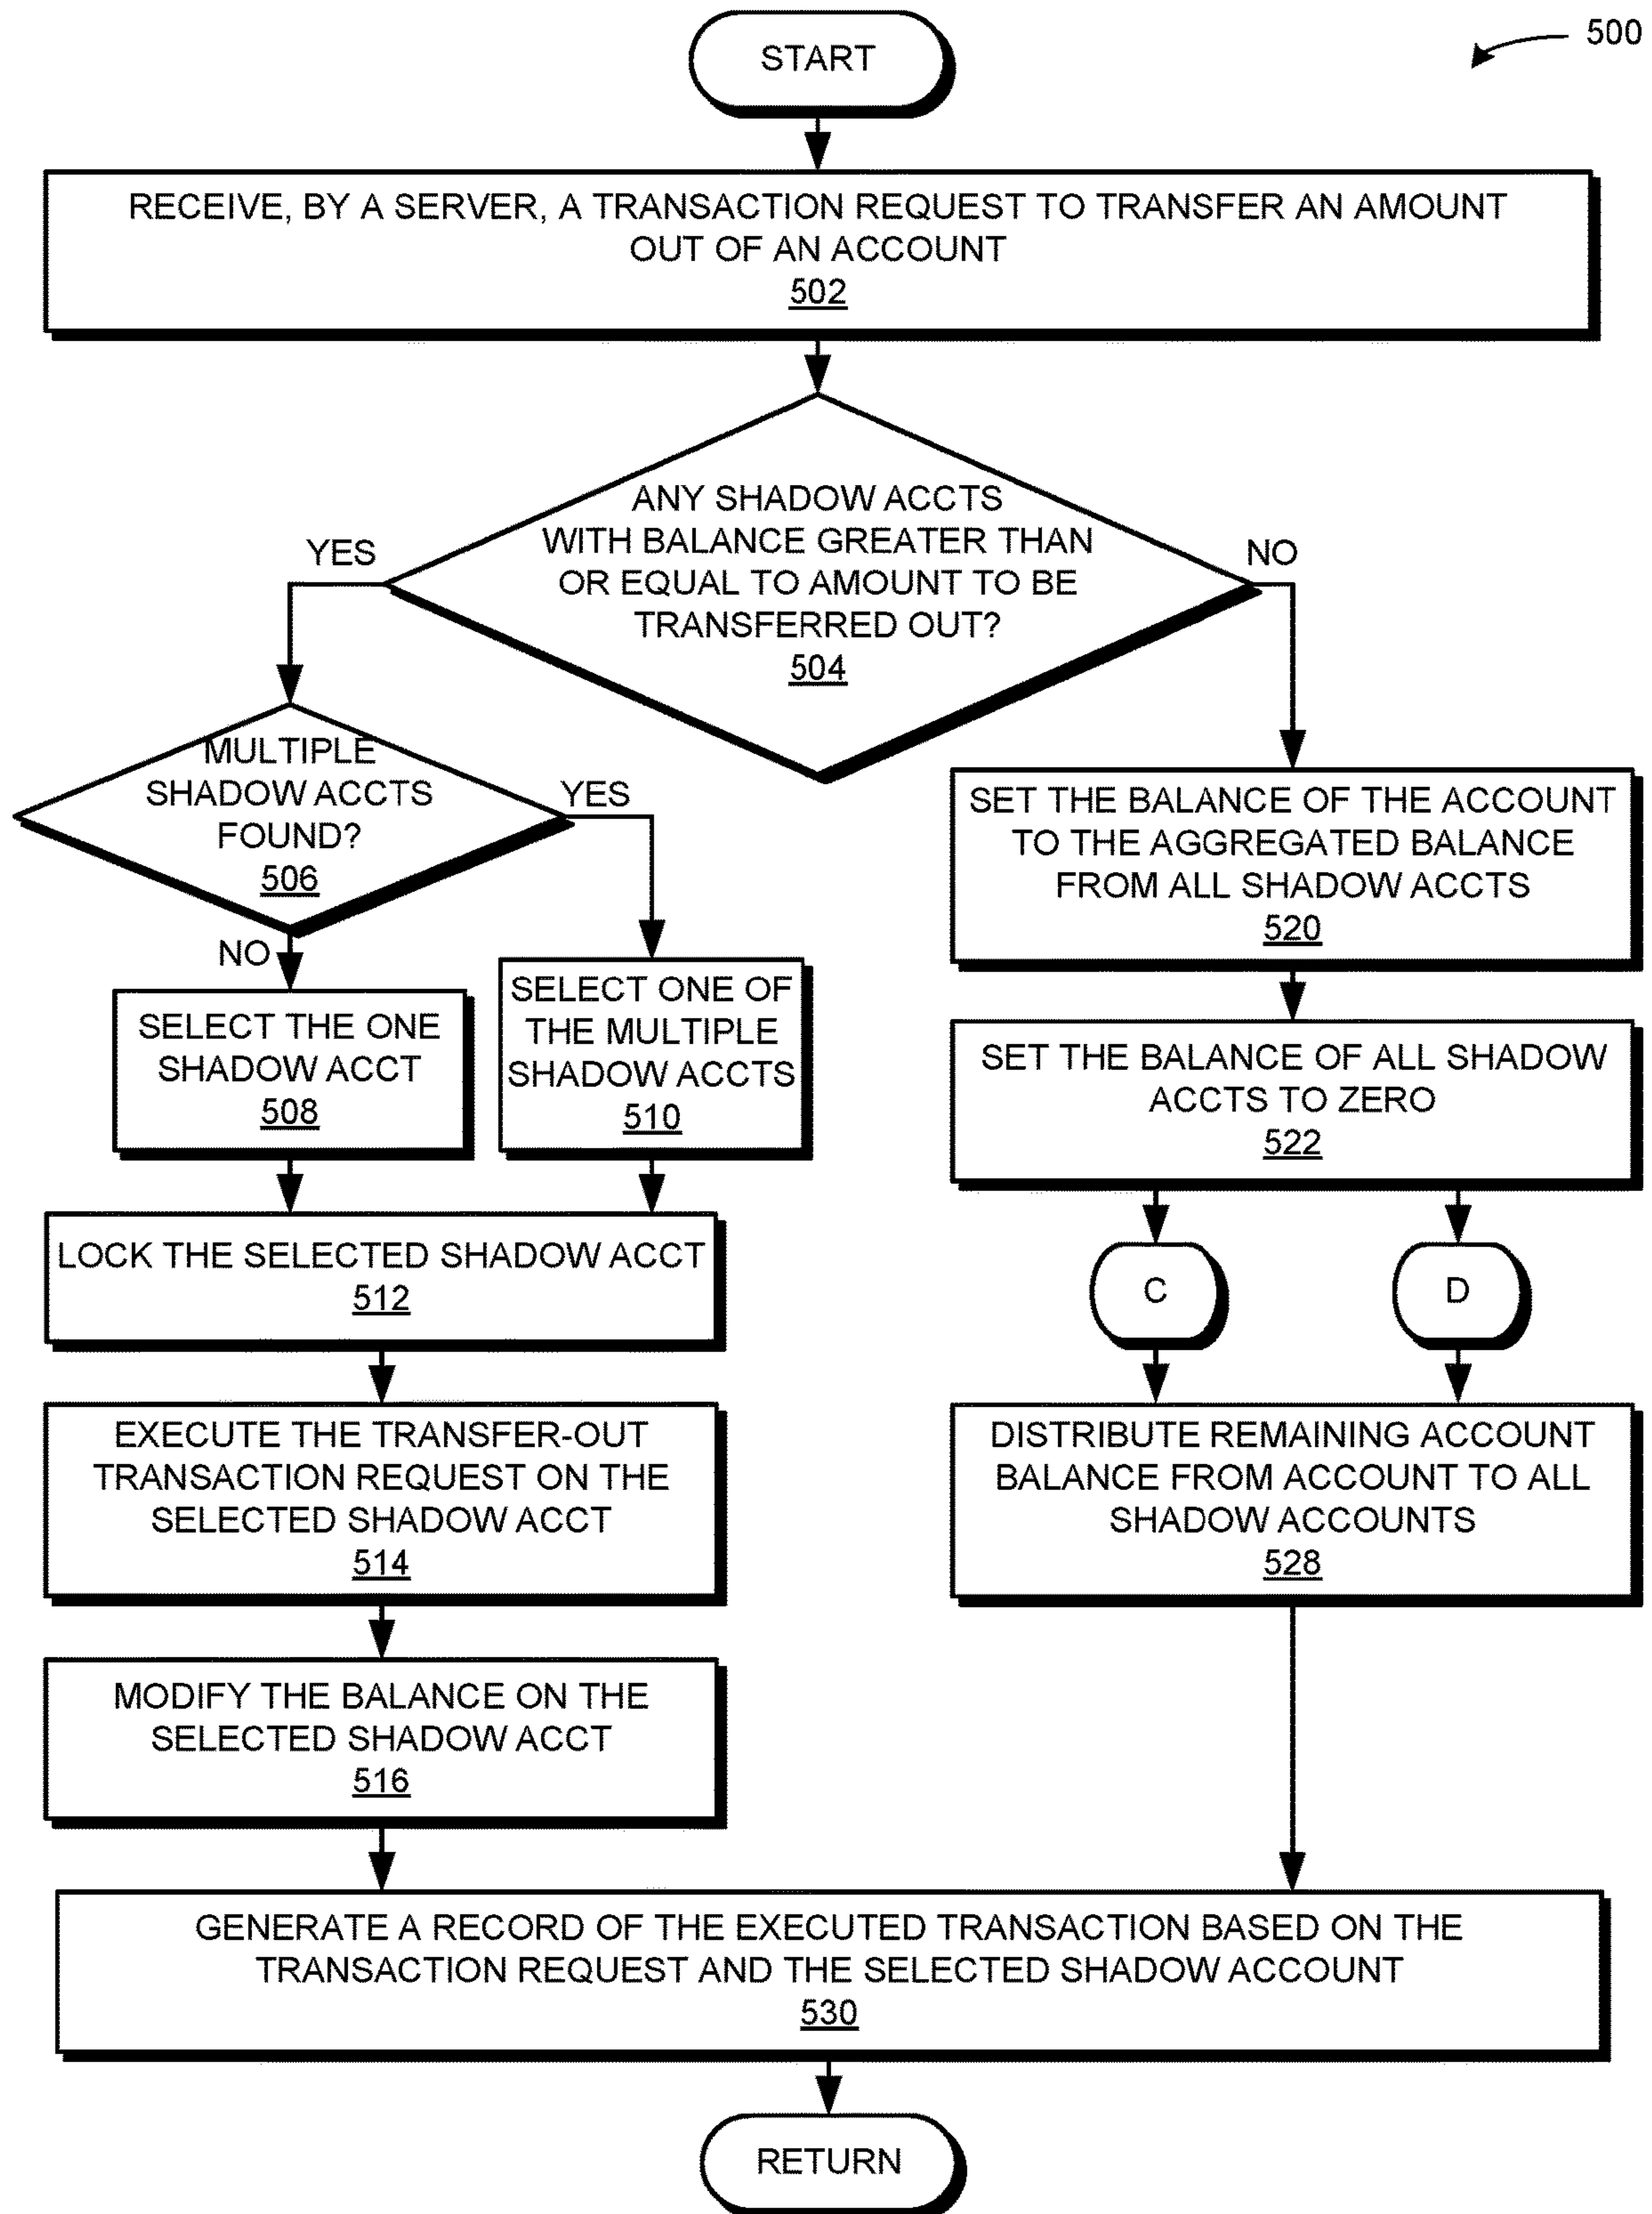 START
500
RECEIVE, BY A SERVER, A TRANSACTION REQUEST TO TRANSFER AN AMOUNT
OUT OF AN ACCOUNT
502
ANY SHADOW ACCTS
WITH BALANCE GREATER THAN
OR EQUAL TO AMOUNT TO BE
TRANSFERRED OUT?
504
YES
NO
MULTIPLE
SHADOW ACCTS
FOUND?
506
YES
NO
SELECT THE ONE
SHADOW ACCT
508
SELECT ONE OF
THE MULTIPLE
SHADOW ACCTS
510
LOCK THE SELECTED SHADOW ACCT
512
EXECUTE THE TRANSFER-OUT
TRANSACTION REQUEST ON THE
SELECTED SHADOW ACCT
514
MODIFY THE BALANCE ON THE
SELECTED SHADOW ACCT
516
SET THE BALANCE OF THE ACCOUNT
TO THE AGGREGATED BALANCE
FROM ALL SHADOW ACCTS
520
SET THE BALANCE OF ALL SHADOW
ACCTS TO ZERO
522
C
D
DISTRIBUTE REMAINING ACCOUNT
BALANCE FROM ACCOUNT TO ALL
SHADOW ACCOUNTS
528
GENERATE A RECORD OF THE EXECUTED TRANSACTION BASED ON THE
TRANSACTION REQUEST AND THE SELECTED SHADOW ACCOUNT
530
RETURN